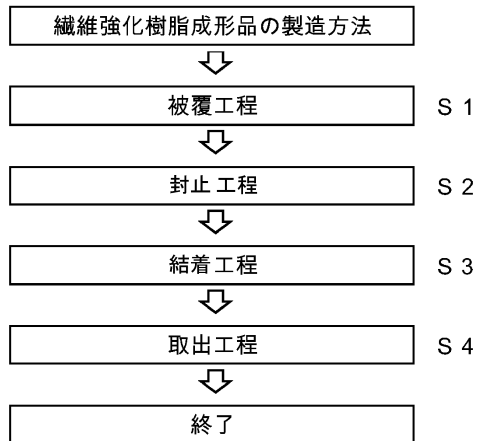 繊維強化樹脂成形品の製造方法
被覆工程 S 1
封止工程 S 2
結着工程 S 3
取出工程 S 4
終了